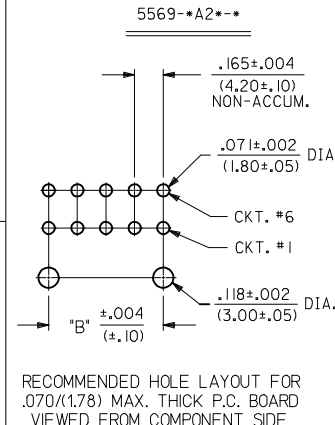 5569-*A2*-*
.165±.004
(4.20±.10)
NON-ACCUM.
.071±.002
(1.80±.05) DIA
CKT. #6
CKT. #1
.118±.002
(3.00±.05) DIA.
"B" ±.004
(±.10)
RECOMMENDED HOLE LAYOUT FOR
.070/(1.78) MAX. THICK P.C. BOARD
VIEWED FROM COMPONENT SIDE